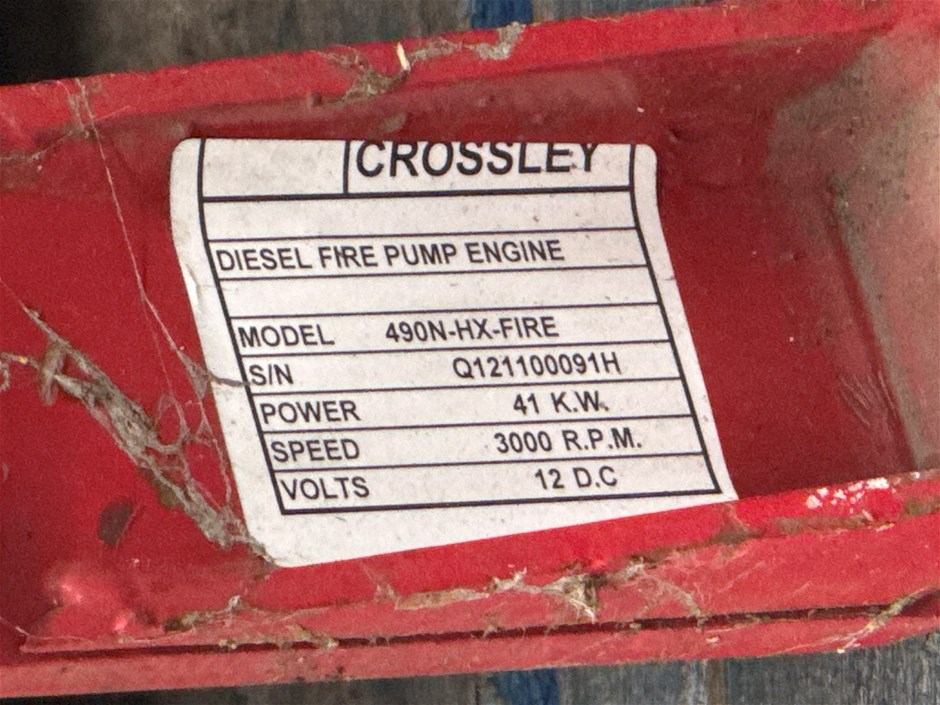 CROSSLEY
DIESEL FIRE PUMP ENGINE
MODEL 490N-HX-FIRE
S/N Q121100091H
POWER 41 K.W.
SPEED 3000 R.P.M.
VOLTS 12 D.C